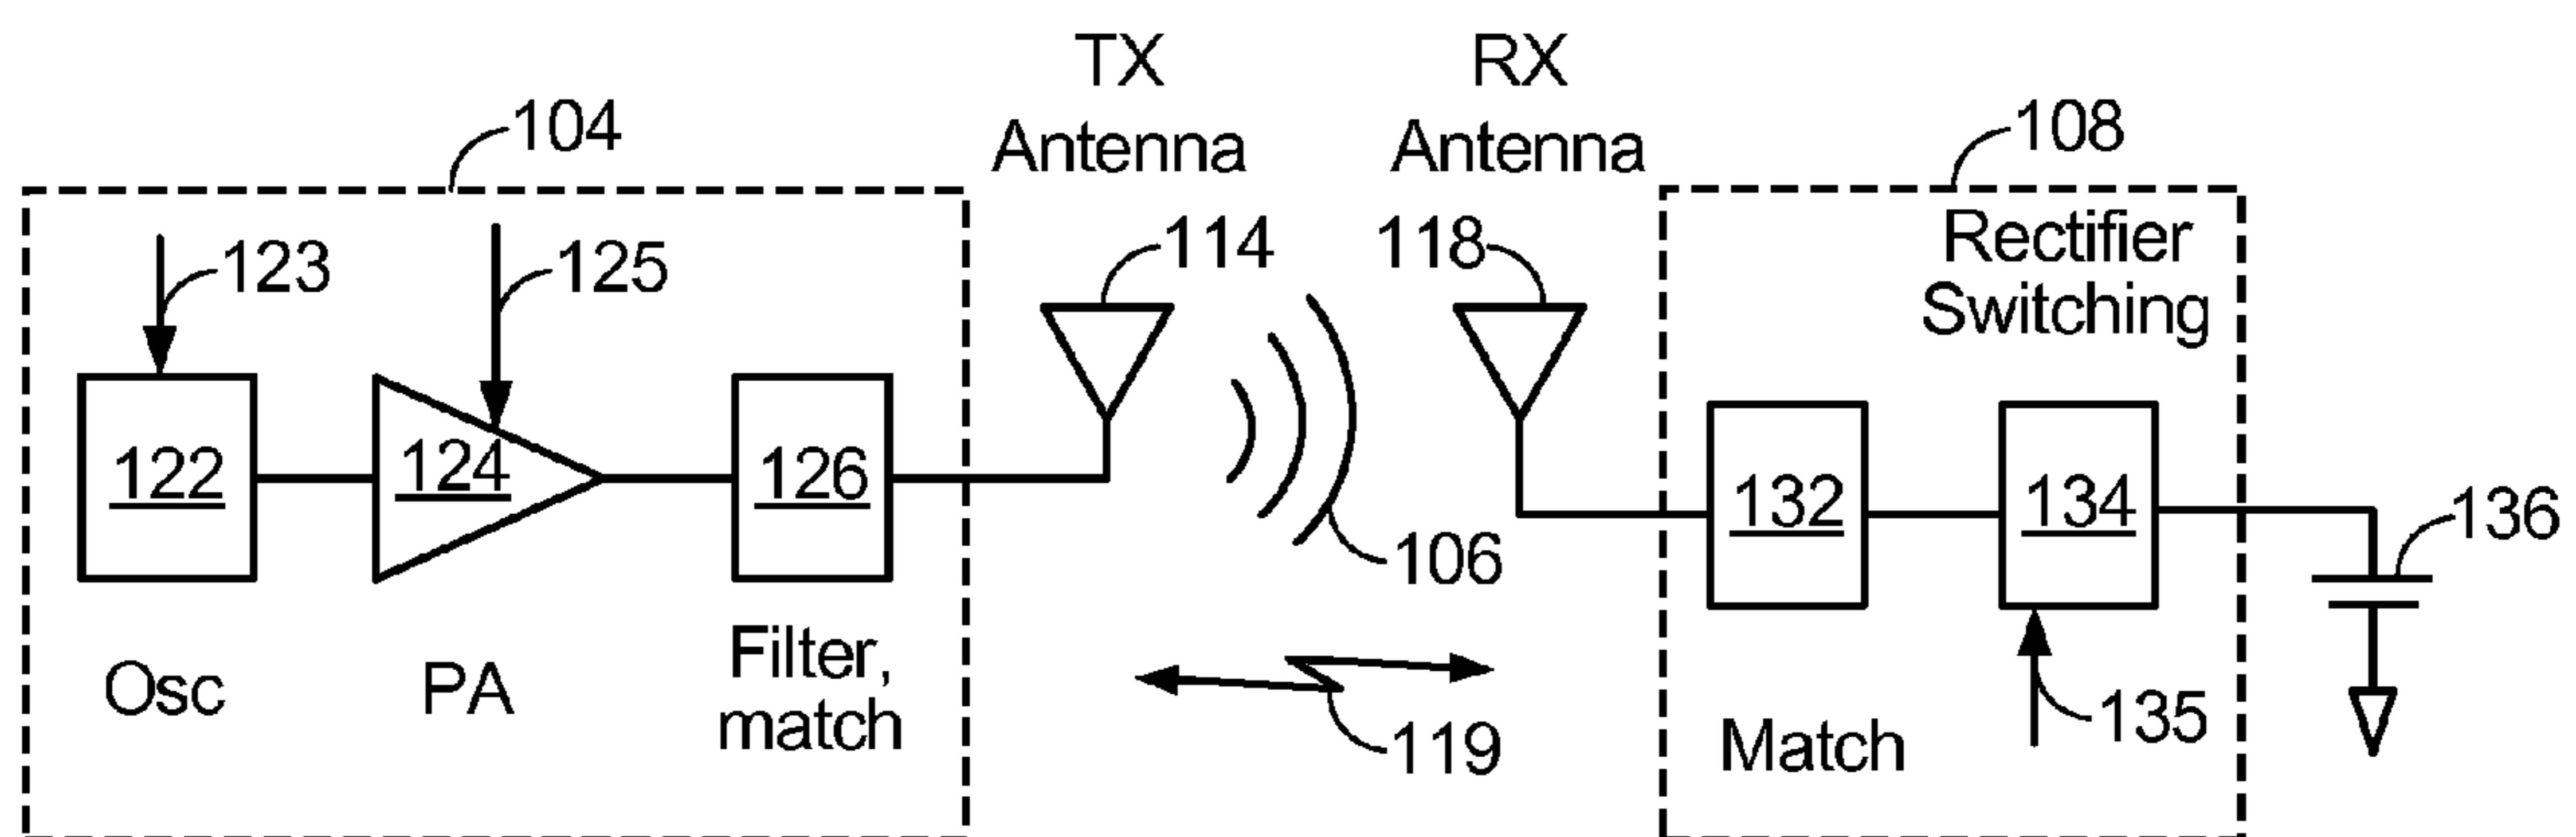 TX
Antenna
RX
Antenna
104
108
114
118
123
125
Rectifier
Switching
122
124
126
106
132
134
136
Osc
PA
Filter,
match
119
Match
135